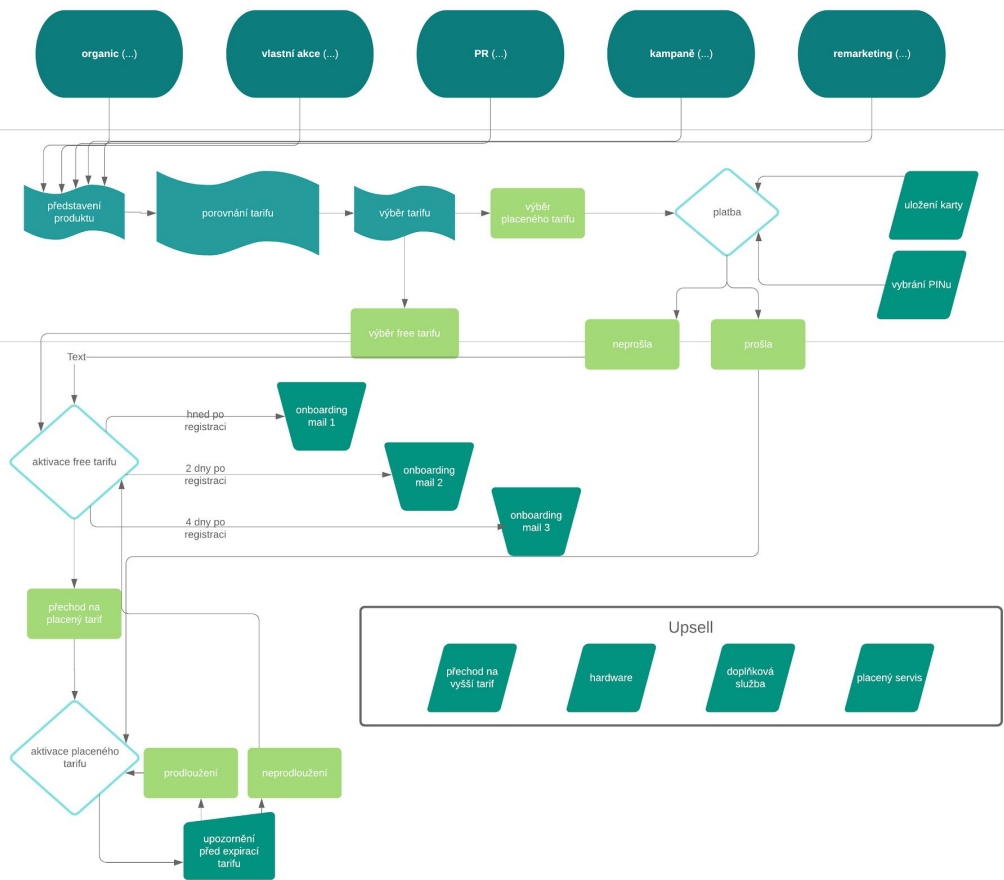 organic (...)
vlastní akce (...)
PR (...)
kampaně (...)
remarketing (...)
představení
produktu
porovnání tarifu
výběr tarifu
výběr
placeného tarifu
platba
uložení karty
vybrání PINu
výběr free tarifu
neprošla
prošla
Text
aktivace free tarifu
hned po
registraci
onboarding
mail 1
2 dny po
registraci
onboarding
mail 2
4 dny po
registraci
onboarding
mail 3
přechod na
placený tarif
Upsell
přechod na
vyšší tarif
hardware
doplňková
služba
placený servis
aktivace placeného
tarifu
prodloužení
neprodloužení
upozornění
před expirací
tarifu